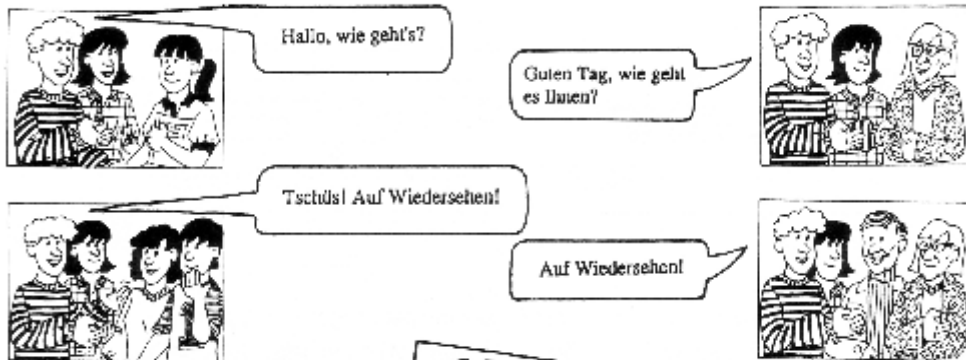 Hallo, wie geht's?
Guten Tag, wie geht
es Ihnen?
Tschüs! Auf Wiedersehen!
Auf Wiedersehen!